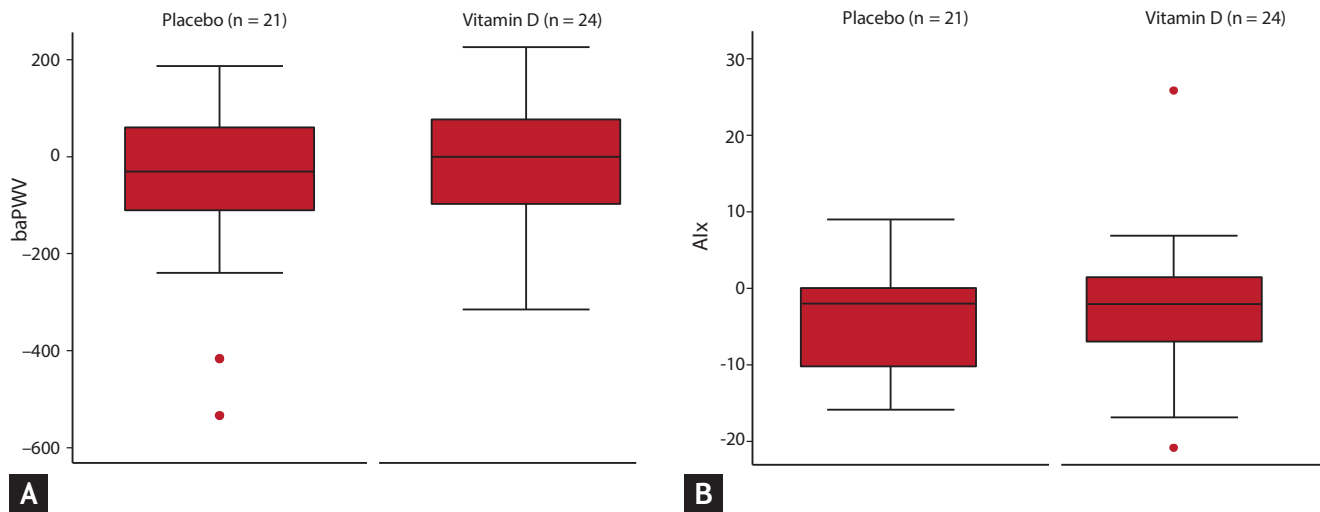 Placebo (n = 21)
Vitamin D (n = 24)
baPWV
200
0
–200
–400
–600
A
Placebo (n = 21)
Vitamin D (n = 24)
AIx
30
20
10
0
-10
-20
B